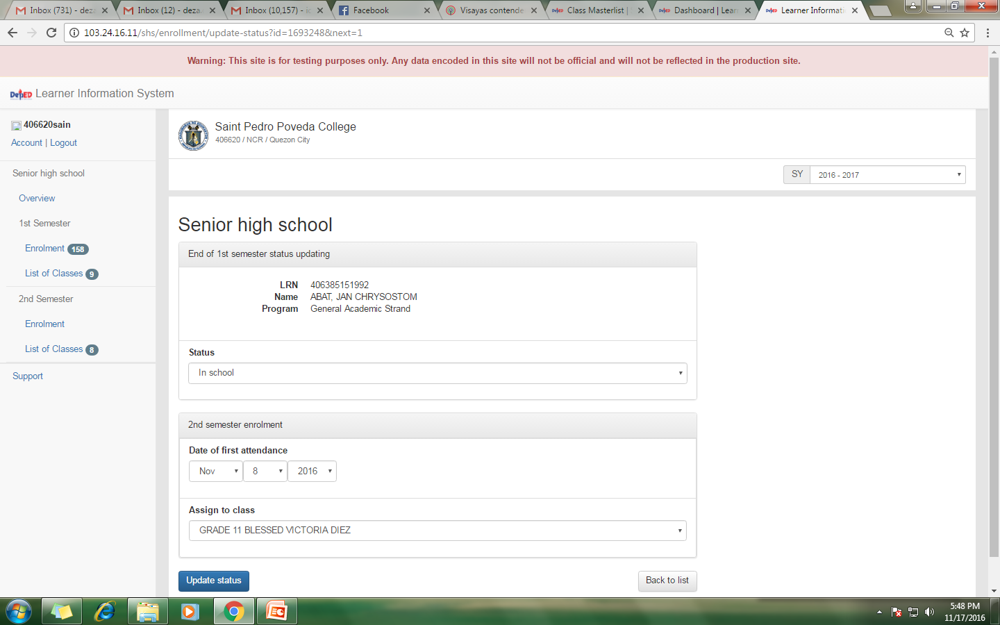 Inbox (731) - deza
Inbox (12) - deza
Inbox (10,157) - ic
Facebook
Visayas contende
Class Masterlist |
Dashboard | Lear
Learner Informati
103.24.16.11/shs/enrollment/update-status?id=1693248&next=1
Warning: This site is for testing purposes only. Any data encoded in this site will not be official and will not be reflected in the production site.
DepED Learner Information System
406620sain
Account | Logout
Senior high school
Overview
1st Semester
Enrolment 158
List of Classes 9
2nd Semester
Enrolment
List of Classes 8
Support
Saint Pedro Poveda College
406620 / NCR / Quezon City
SY 2016 - 2017
Senior high school
End of 1st semester status updating
LRN 406385151992
Name ABAT, JAN CHRYSOSTOM
Program General Academic Strand
Status
In school
2nd semester enrolment
Date of first attendance
Nov 8 2016
Assign to class
GRADE 11 BLESSED VICTORIA DIEZ
Update status
Back to list
5:48 PM
11/17/2016